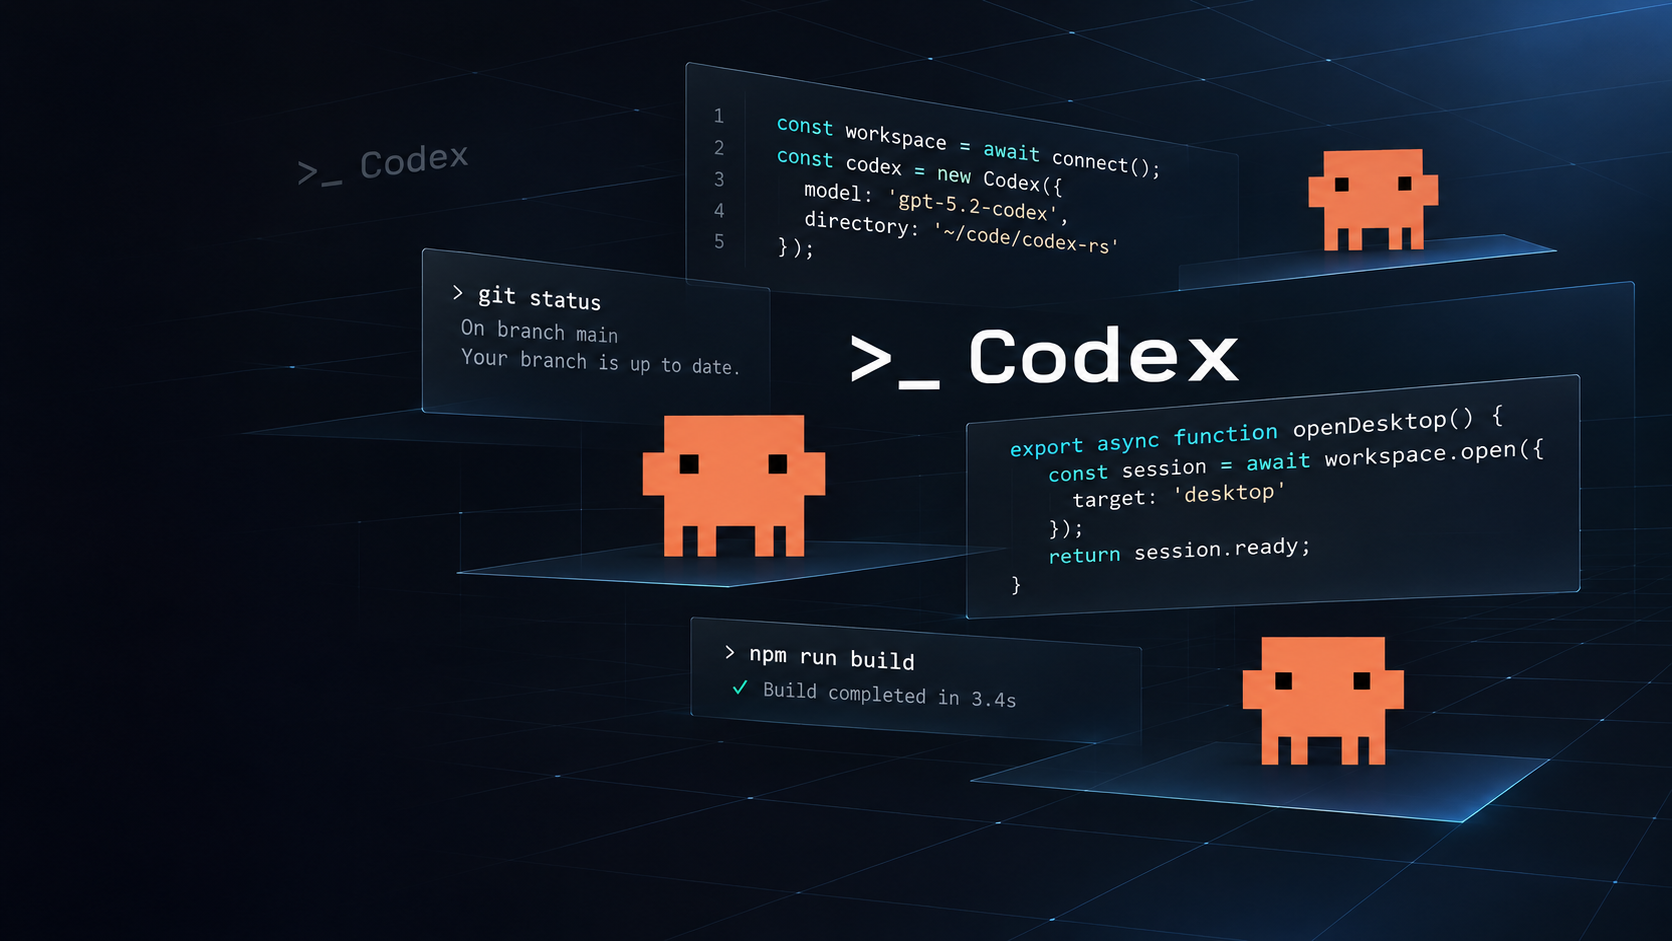 >_ Codex
1 const workspace = await connect();
2 const codex = new Codex({
3 model: 'gpt-5.2-codex',
4 directory: '~/code/codex-rs'
5 });
> git status
On branch main
Your branch is up to date.
>_ Codex
export async function openDesktop() {
const session = await workspace.open({
target: 'desktop'
});
return session.ready;
}
> npm run build
✓ Build completed in 3.4s